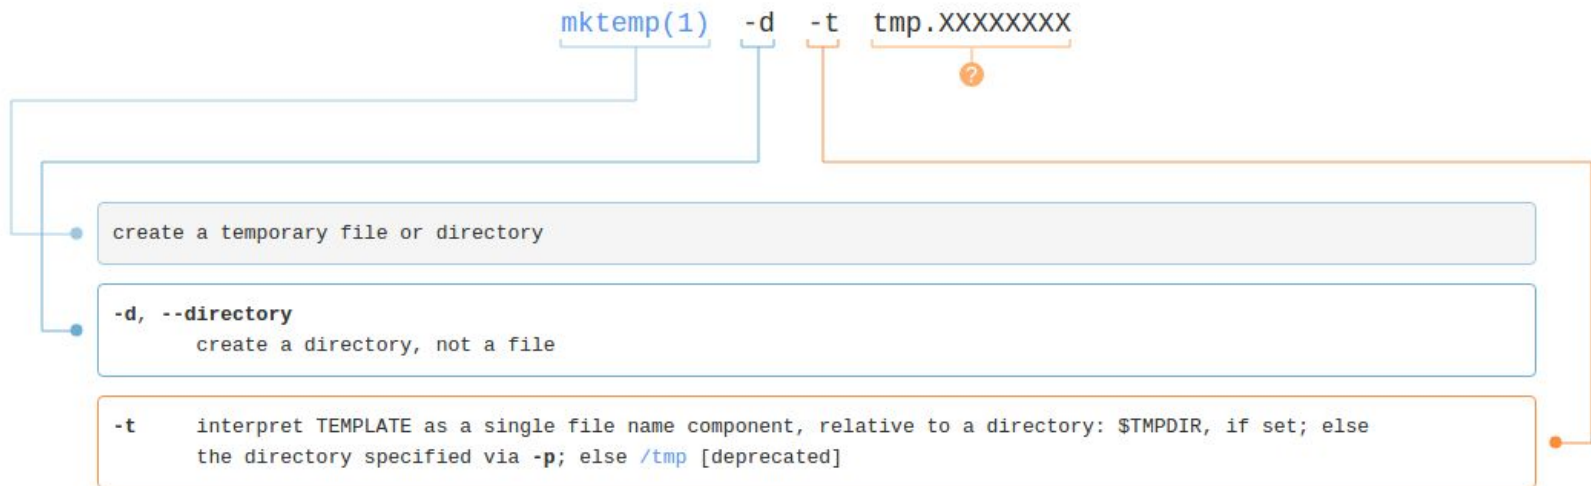 mktemp(1) -d -t tmp.XXXXXXXX
?
create a temporary file or directory
-d, --directory
create a directory, not a file
-t interpret TEMPLATE as a single file name component, relative to a directory: $TMPDIR, if set; else
the directory specified via -p; else /tmp [deprecated]